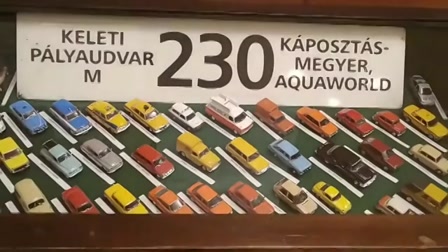 KELETI
PÁLYAUDVAR
M
230
KÁPOSZTÁS-
MEGYER,
AQUAWORLD